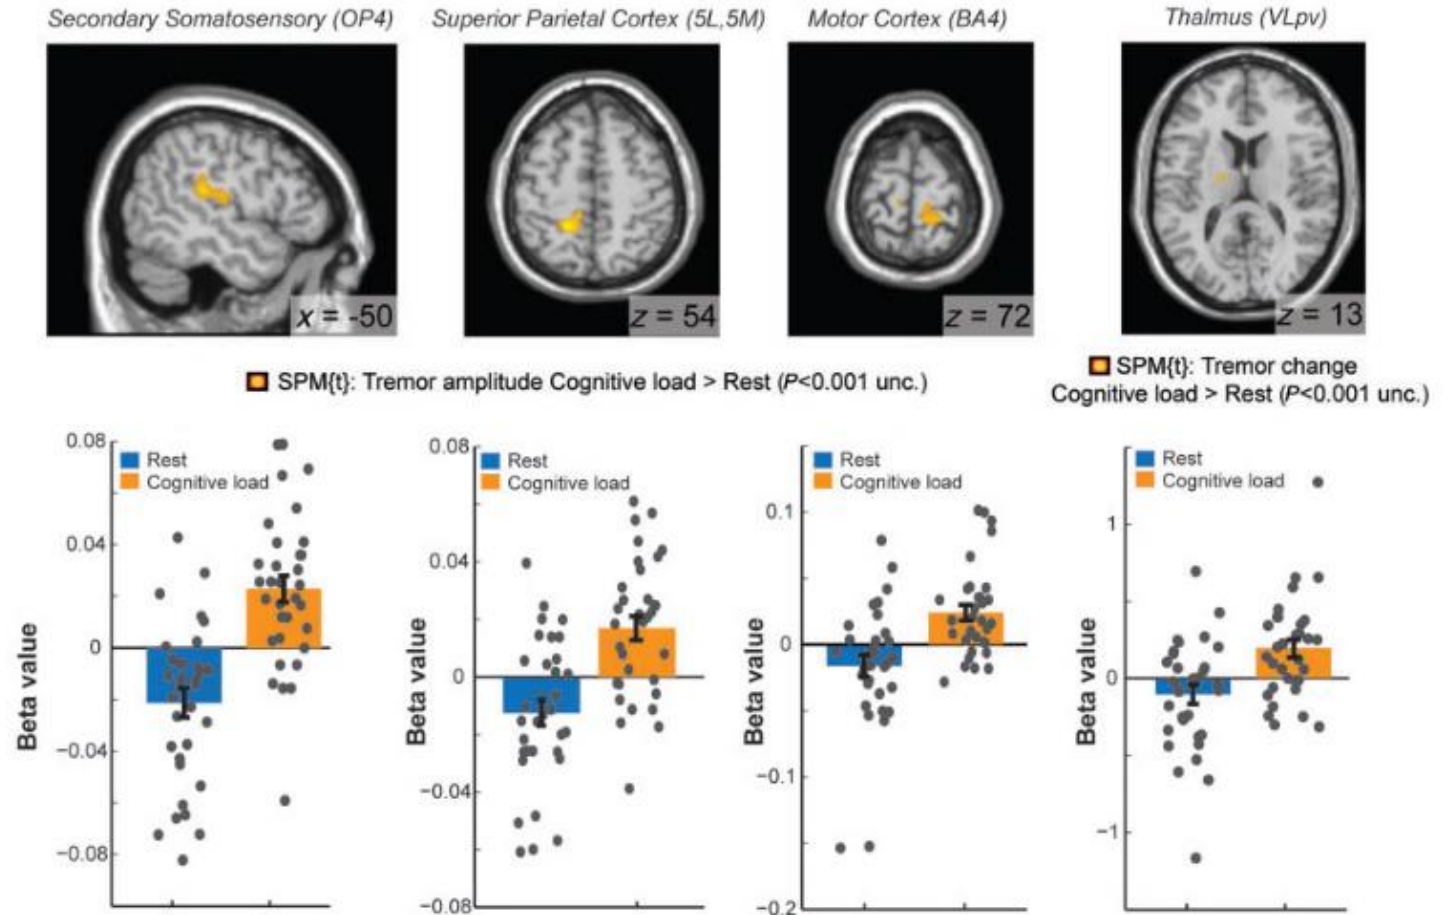 Secondary Somatosensory (OP4)
Superior Parietal Cortex (5L,5M)
Motor Cortex (BA4)
Thalmus (VLpv)
x = -50
z = 54
z = 72
z = 13
SPM{t}: Tremor amplitude Cognitive load > Rest (P<0.001 unc.)
SPM{t}: Tremor change
Cognitive load > Rest (P<0.001 unc.)
Beta value
0.08
0.04
0
−0.04
−0.08
Rest
Cognitive load
Beta value
0.08
0.04
0
−0.04
−0.08
Rest
Cognitive load
Beta value
0.1
0
−0.1
−0.2
Rest
Cognitive load
Beta value
1
0
−1
Rest
Cognitive load